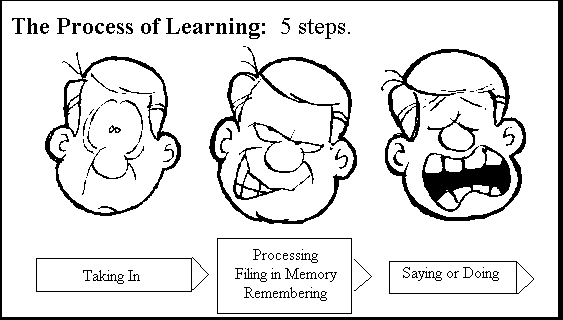 The Process of Learning: 5 steps.
Taking In
Processing
Filing in Memory
Remembering
Saying or Doing